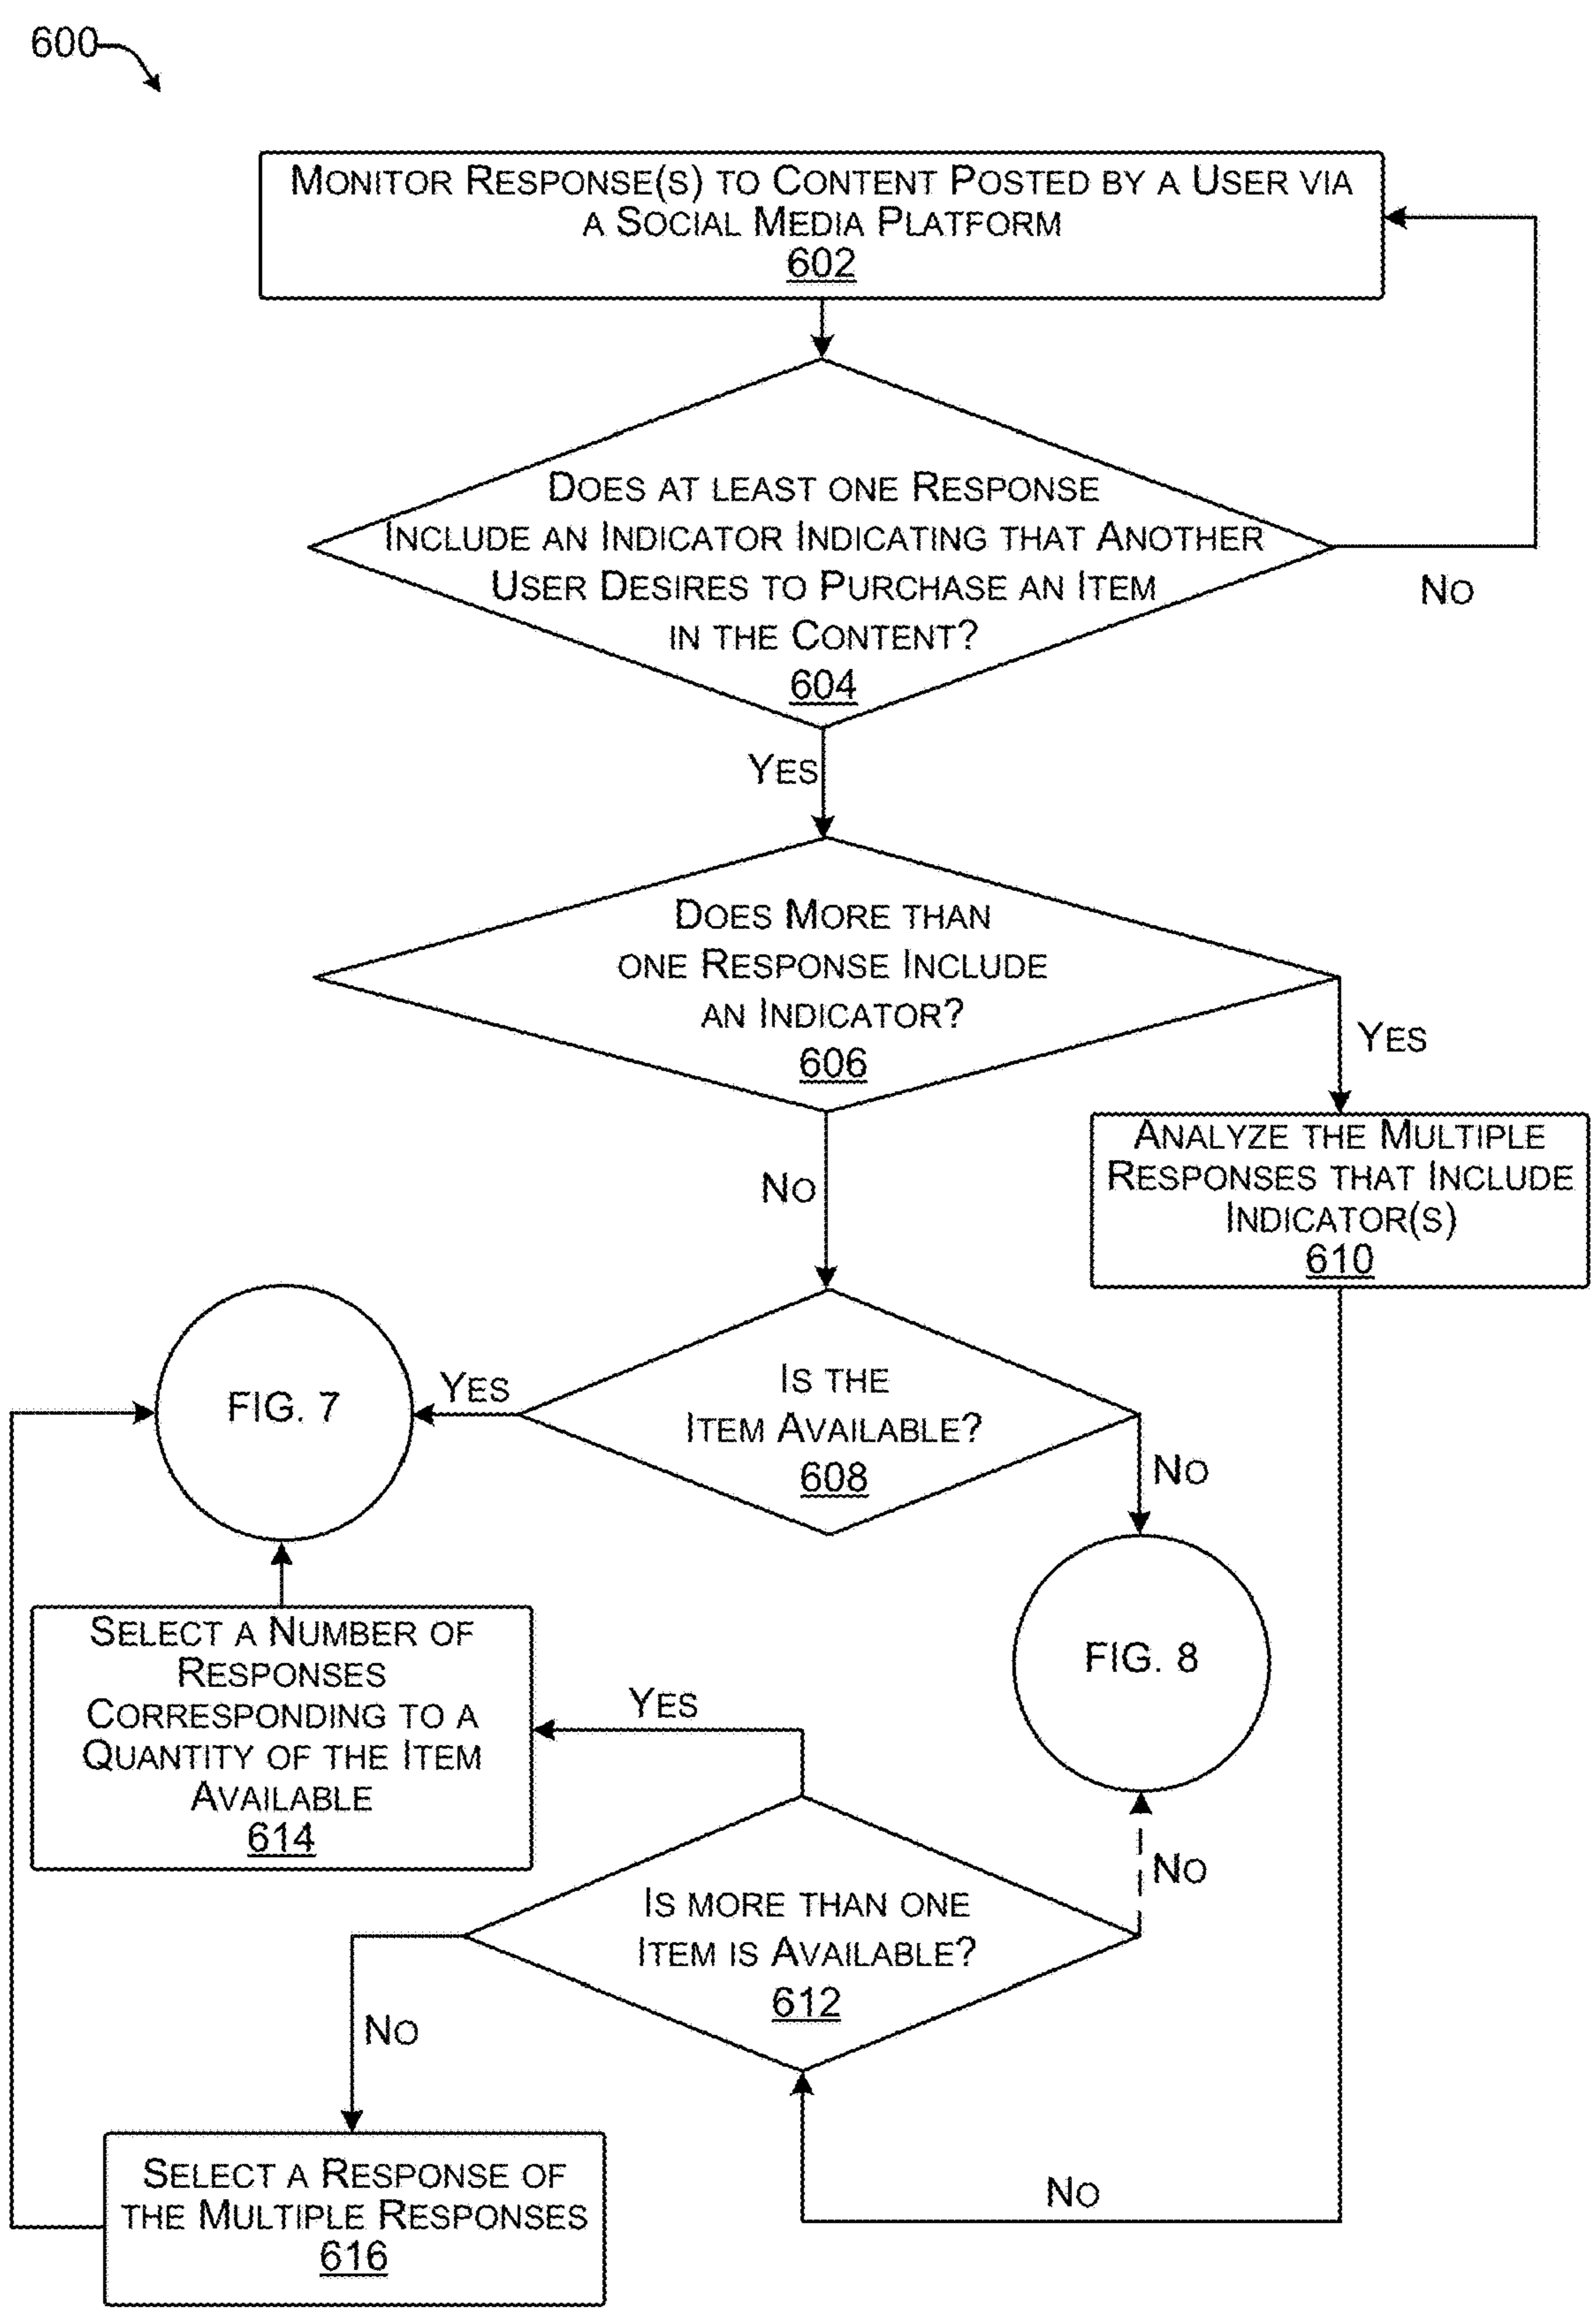 600
Monitor Response(s) to Content Posted by a User via
a Social Media Platform
602
Does at least one Response
Include an Indicator Indicating that Another
User Desires to Purchase an Item
in the Content?
604
No
Yes
Does More than
one Response Include
an Indicator?
606
Yes
No
Analyze the Multiple
Responses that Include
Indicator(s)
610
FIG. 7
Yes
Is the
Item Available?
608
No
FIG. 8
Select a Number of
Responses
Corresponding to a
Quantity of the Item
Available
614
Yes
No
Is more than one
Item is Available?
612
No
No
Select a Response of
the Multiple Responses
616